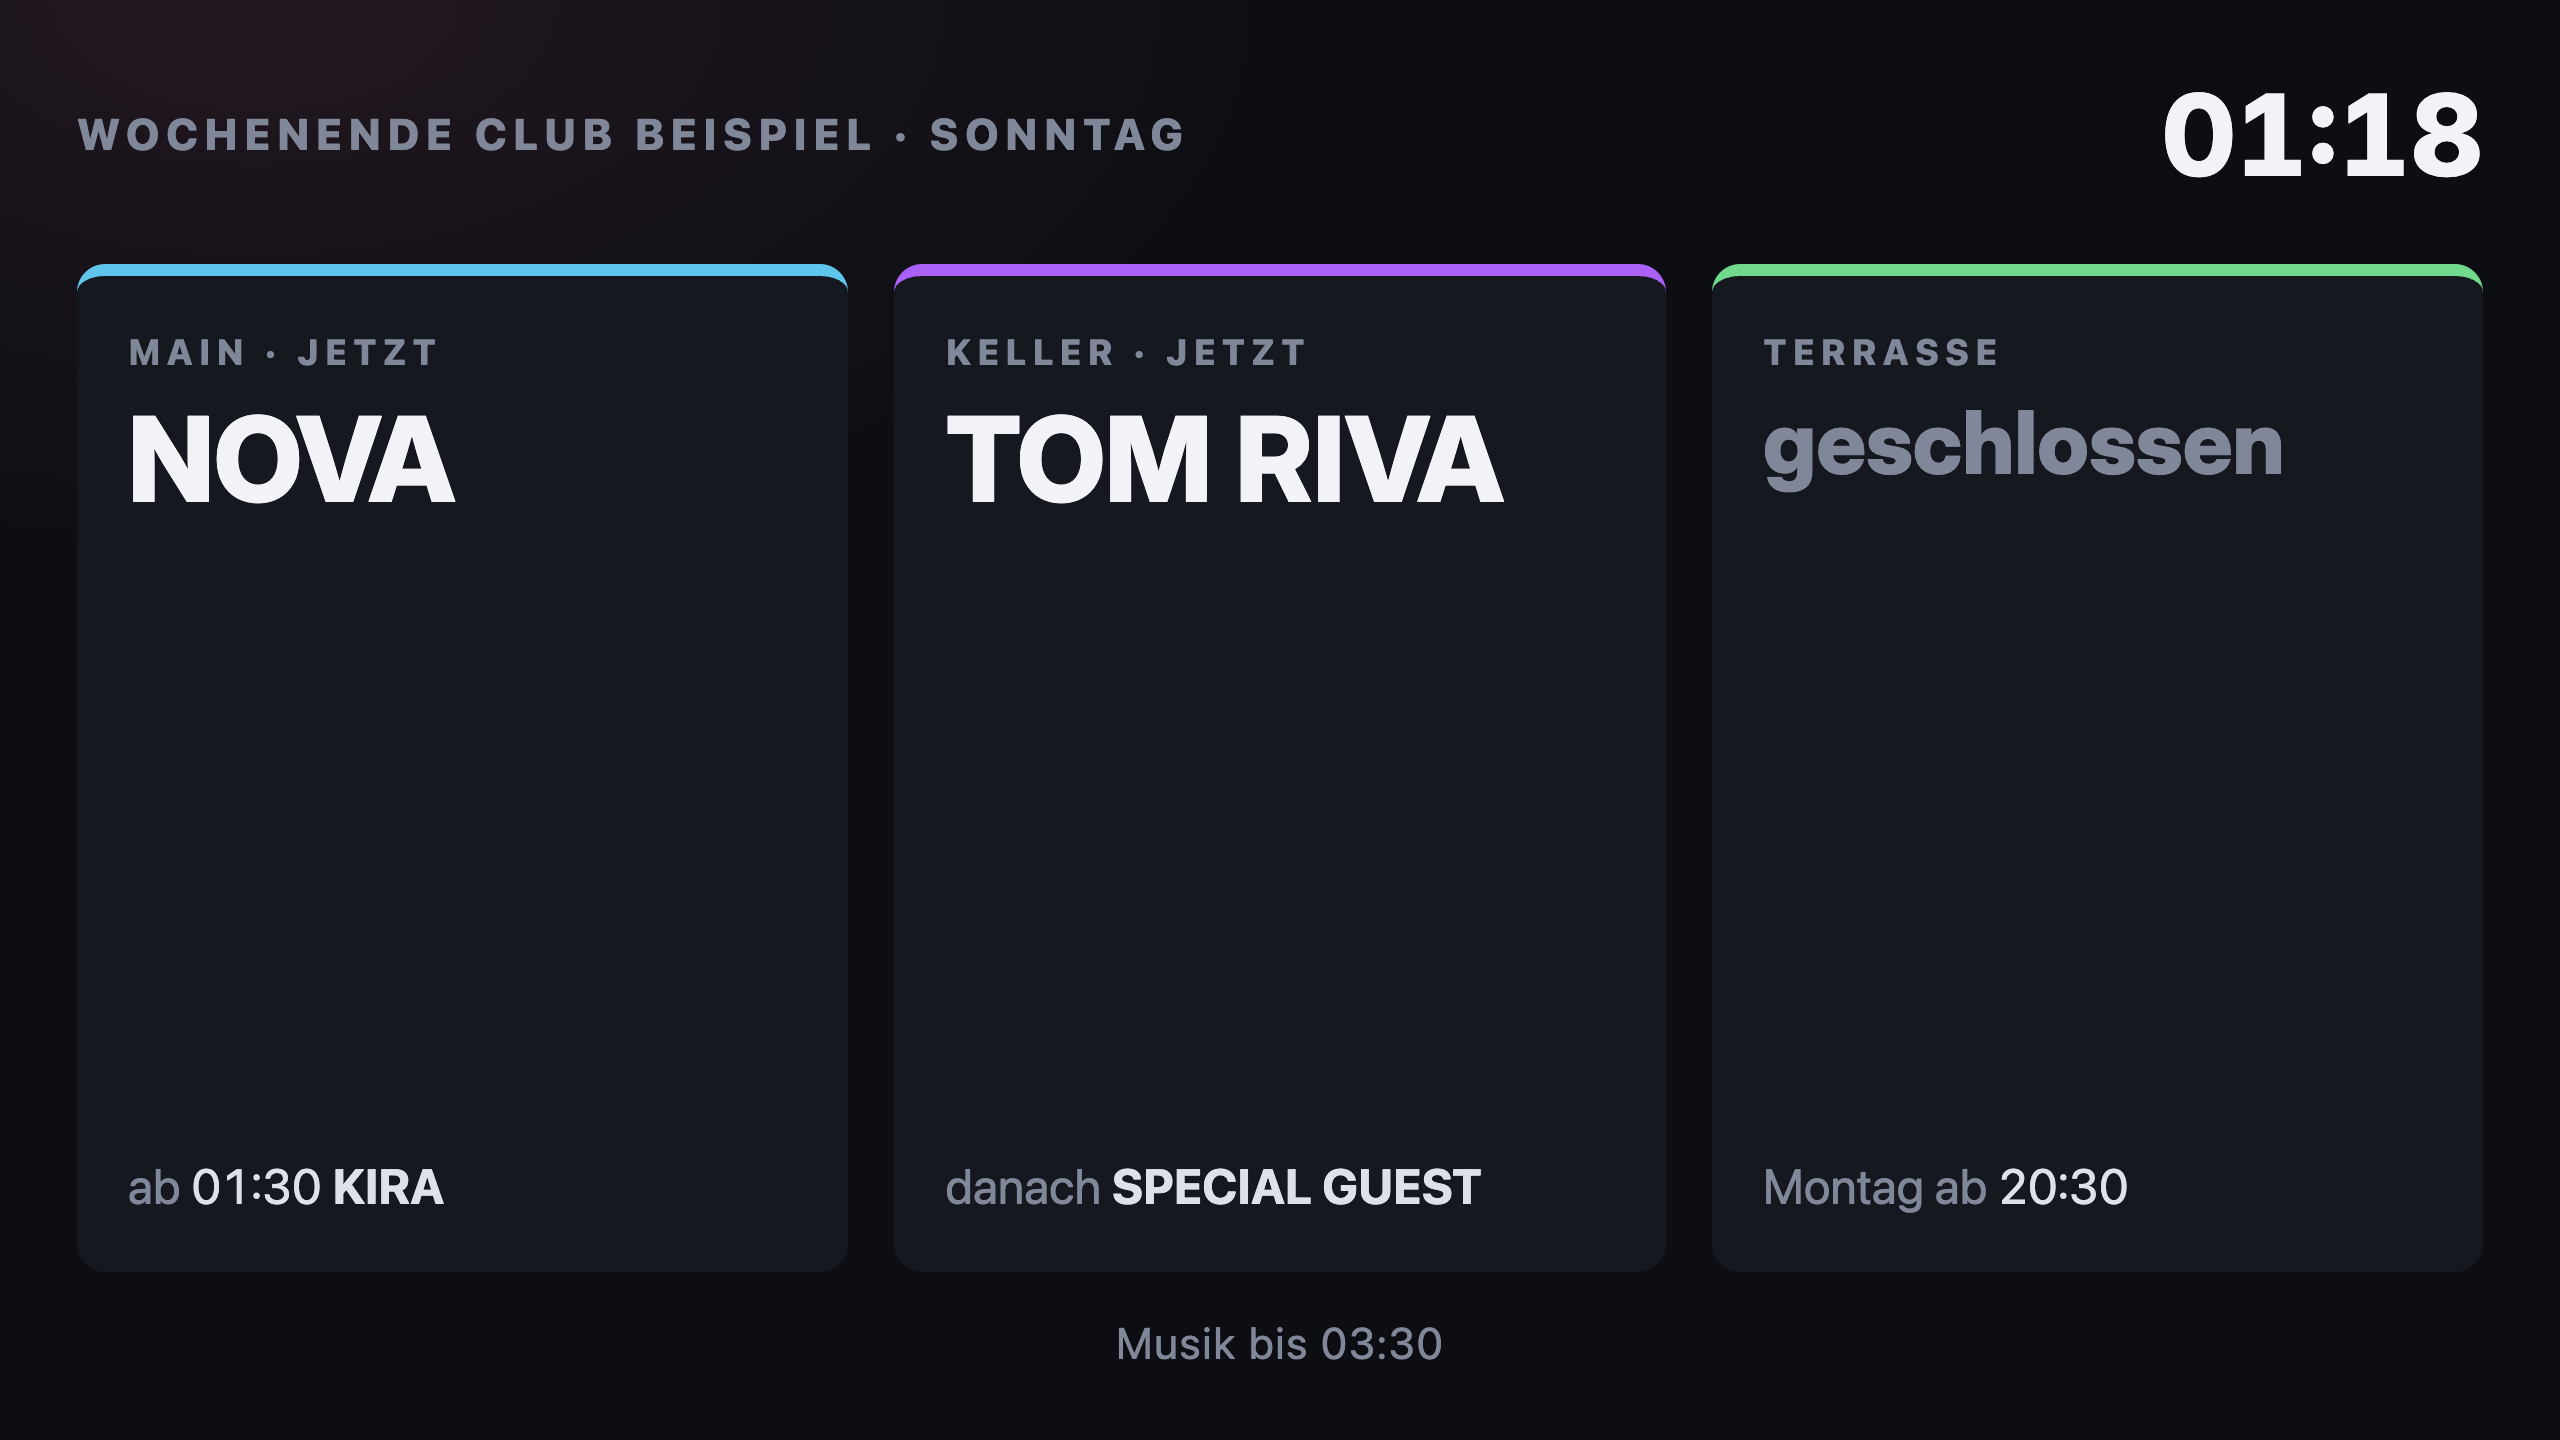 WOCHENENDE CLUB BEISPIEL · SONNTAG
01:18
MAIN · JETZT
NOVA
ab 01:30 KIRA
KELLER · JETZT
TOM RIVA
danach SPECIAL GUEST
TERRASSE
geschlossen
Montag ab 20:30
Musik bis 03:30